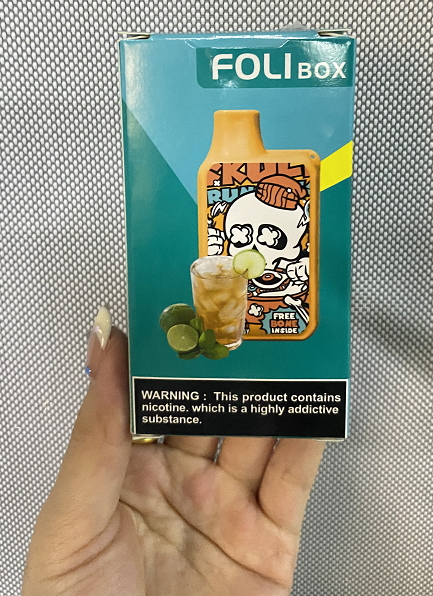 FOLI BOX
FREE
BONE
INSIDE
WARNING : This product contains
nicotine. which is a highly addictive
substance.